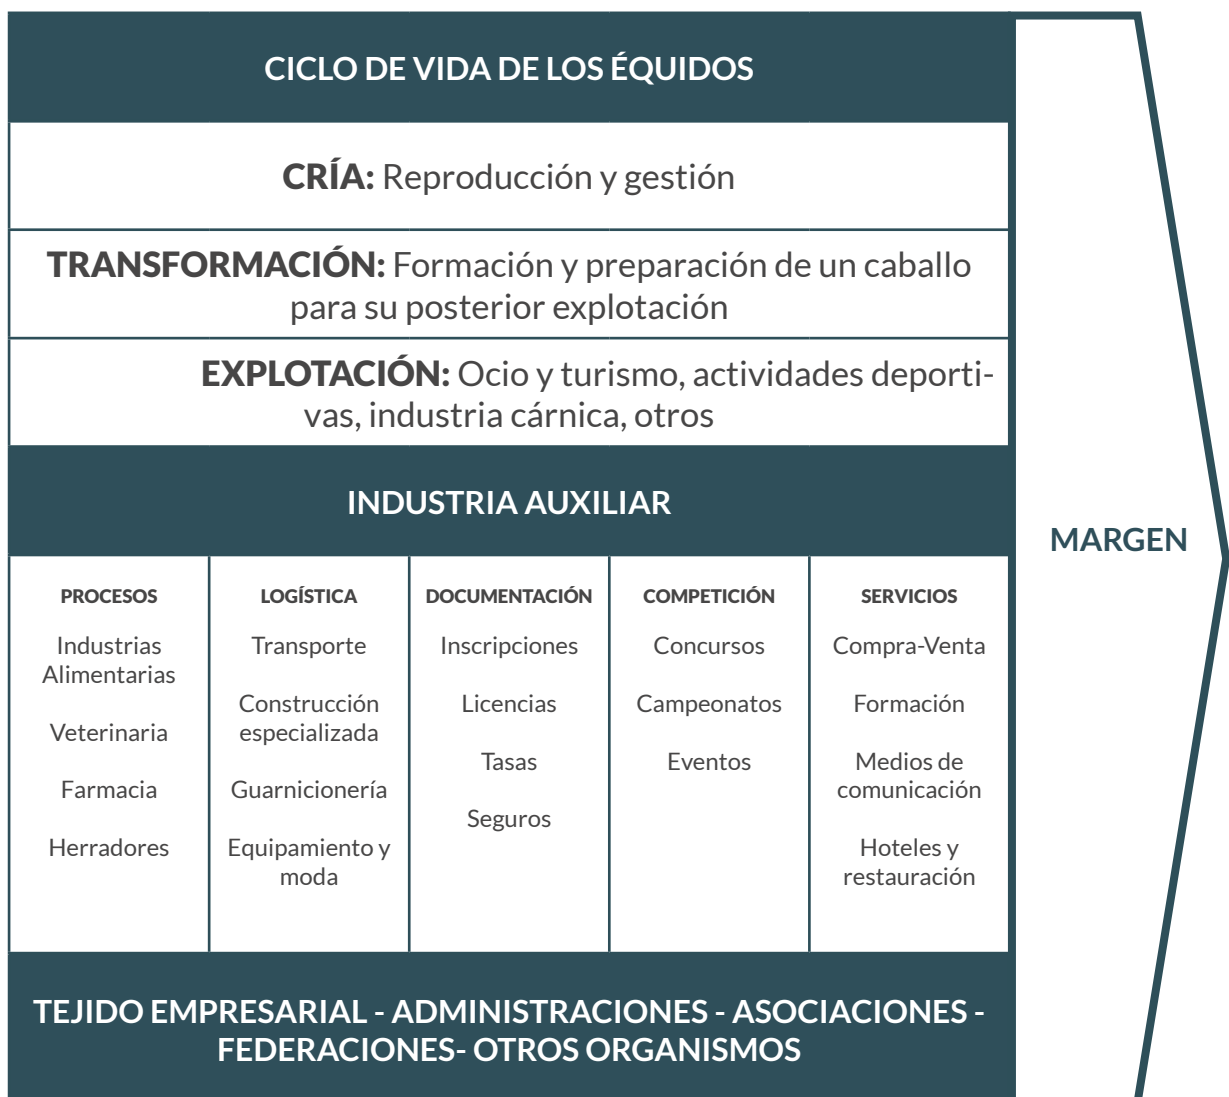 CICLO DE VIDA DE LOS ÉQUIDOS
CRÍA: Reproducción y gestión
TRANSFORMACIÓN: Formación y preparación de un caballo
para su posterior explotación
EXPLOTACIÓN: Ocio y turismo, actividades deporti-
vas, industria cárnica, otros
INDUSTRIA AUXILIAR
PROCESOS
Industrias
Alimentarias
Veterinaria
Farmacia
Herradores
LOGÍSTICA
Transporte
Construcción
especializada
Guarnicionería
Equipamiento y
moda
DOCUMENTACIÓN
Inscripciones
Licencias
Tasas
Seguros
COMPETICIÓN
Concursos
Campeonatos
Eventos
SERVICIOS
Compra-Venta
Formación
Medios de
comunicación
Hoteles y
restauración
TEJIDO EMPRESARIAL - ADMINISTRACIONES - ASOCIACIONES -
FEDERACIONES- OTROS ORGANISMOS
MARGEN